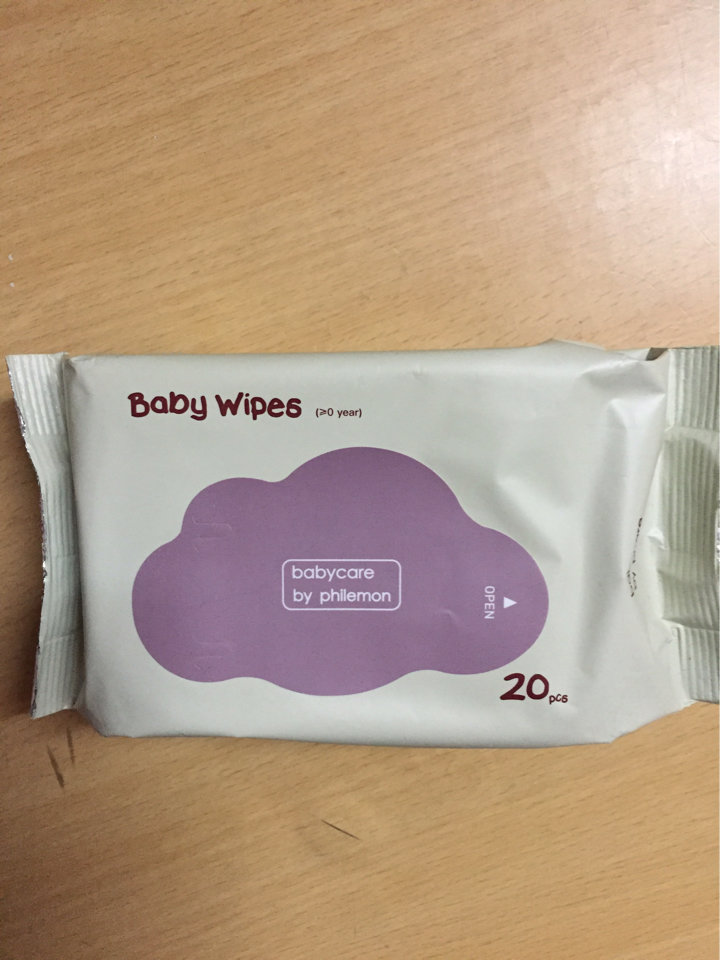 Baby Wipes (≥0 year)
babycare
by philemon
OPEN
20pcs